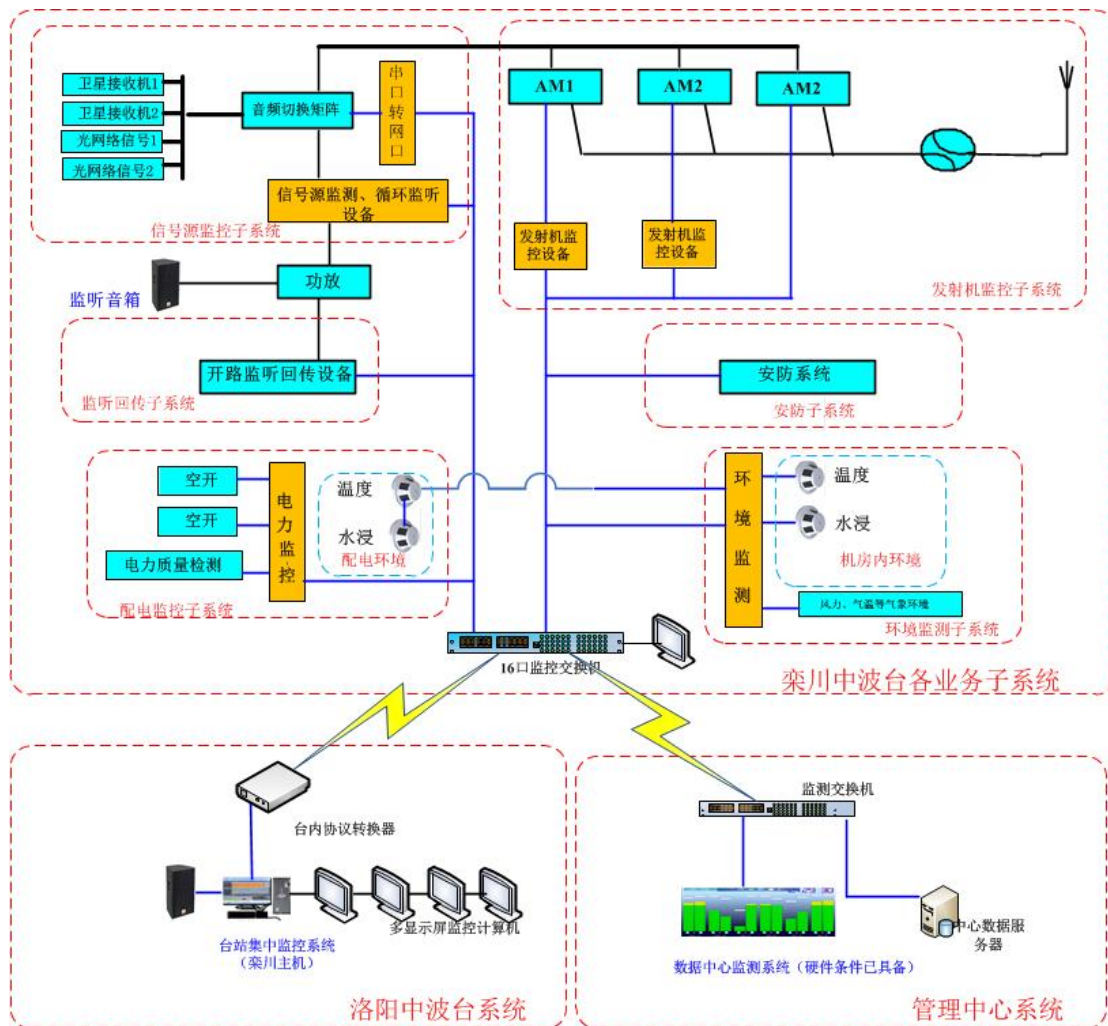 卫星接收机1
卫星接收机2
光网络信号1
光网络信号2
音频切换矩阵
串
口
转
网
口
信号源监测、循环监听
设备
信号源监控子系统
AM1
AM2
AM2
发射机监
控设备
发射机监
控设备
发射机监控子系统
监听音箱
功放
开路监听回传设备
监听回传子系统
安防系统
安防子系统
空开
空开
电力质量检测
电
力
监
控
温度
水浸
配电环境
配电监控子系统
环
境
监
测
温度
水浸
机房内环境
风力、气温等气象环境
环境监测子系统
16口监控交换机
栾川中波台各业务子系统
台内协议转换器
多显示屏监控计算机
台站集中监控系统
（栾川主机）
洛阳中波台系统
监测交换机
中心数据服
务器
数据中心监测系统（硬件条件已具备）
管理中心系统